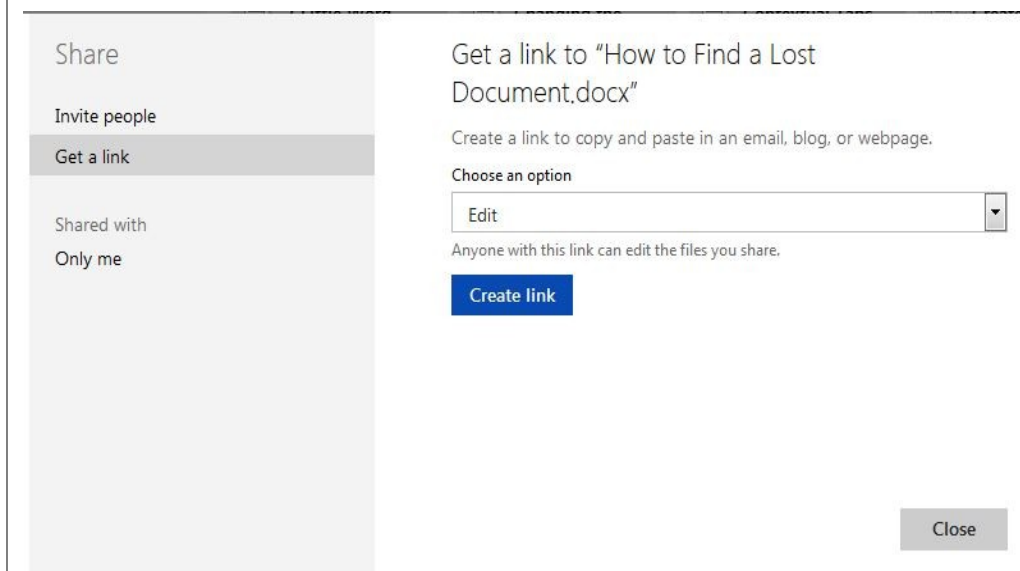 Share
Invite people
Get a link
Shared with
Only me
Get a link to “How to Find a Lost
Document.docx”
Create a link to copy and paste in an email, blog, or webpage.
Choose an option
Edit
Anyone with this link can edit the files you share.
Create link
Close